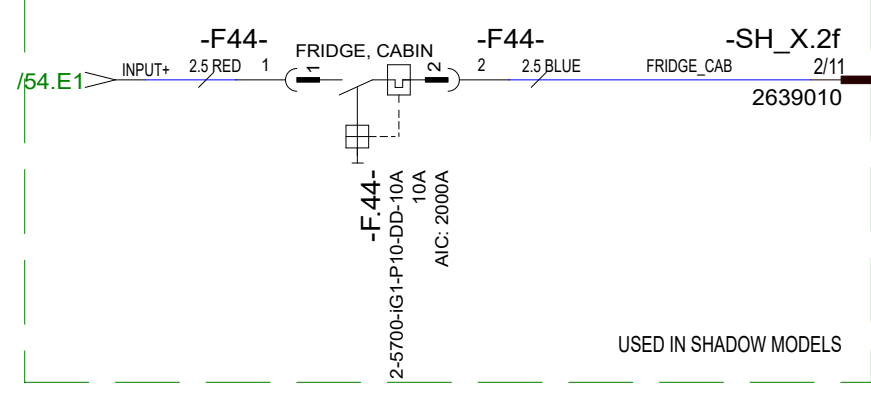 -F44-
FRIDGE, CABIN
-F44-
-SH_X.2f
/54.E1
INPUT+
2.5 RED
1
1
2
2
2.5 BLUE
FRIDGE_CAB
2/11
2639010
-F.44-
2-5700-iG1-P10-DD-10A
10A
AIC: 2000A
USED IN SHADOW MODELS